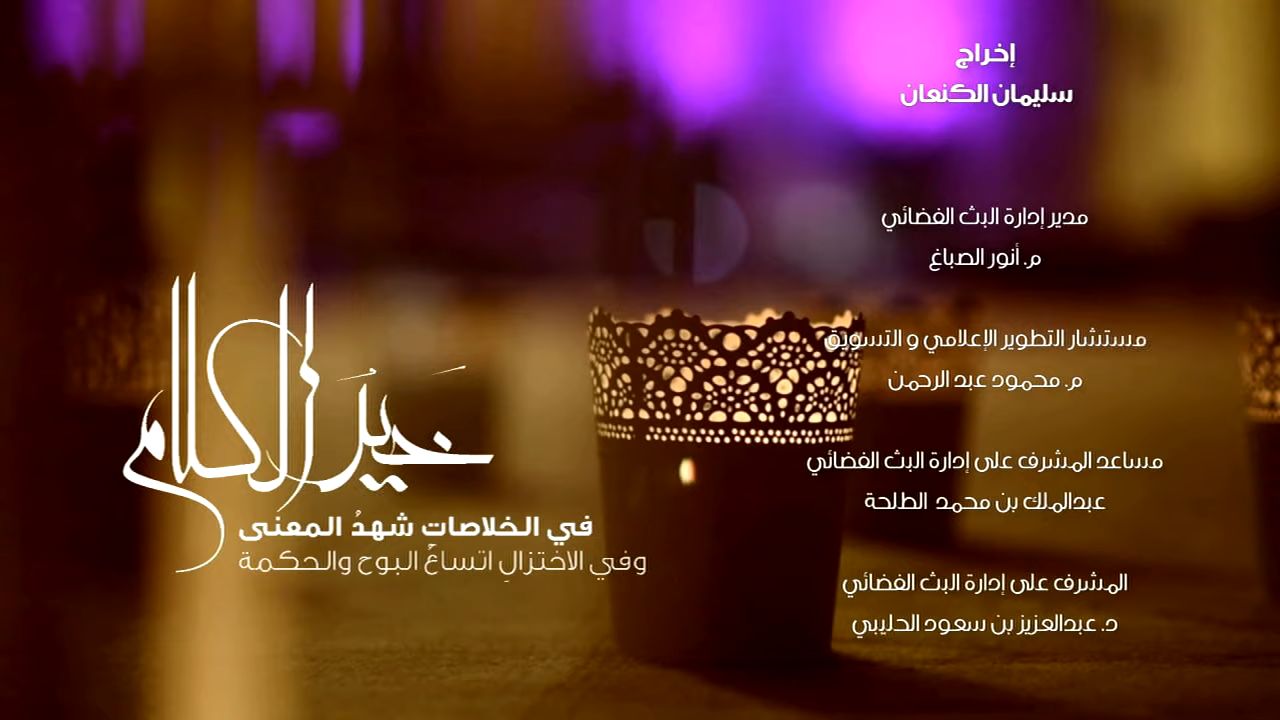 إخراج
سليمان الكنعان
مدير إدارة البث الفضائي
م. أنور الصباغ
مستشار التطوير الإعلامي و التسويق
م. محمود عبد الرحمن
مساعد المشرف على إدارة البث الفضائي
عبدالملك بن محمد الطلحة
المشرف على إدارة البث الفضائي
د. عبدالعزيز بن سعود الحليبي
خير الكلام
في الخلاصاتِ شهدُ المعنى
وفي الاختزالِ اتساعُ البوحِ والحكمة